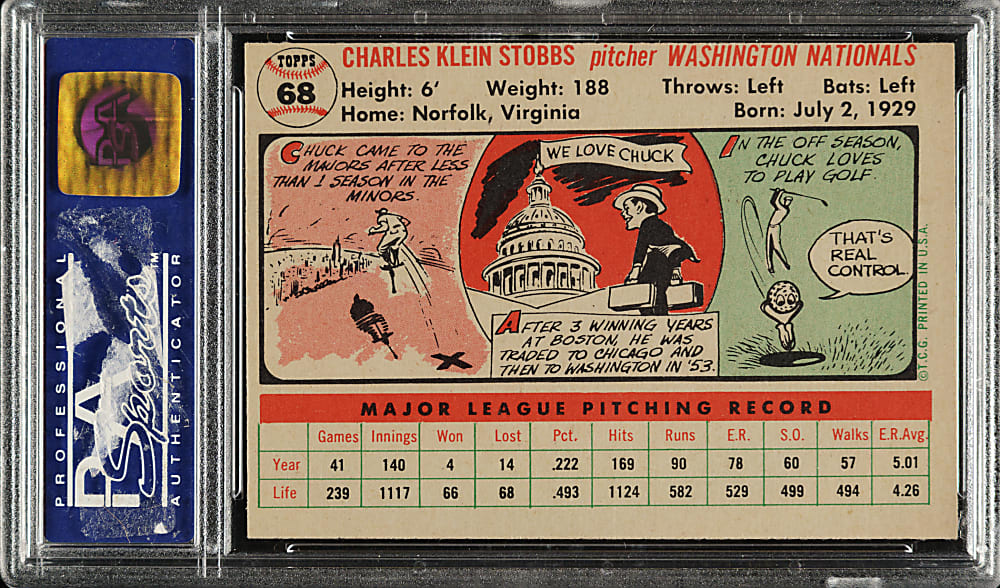 TOPPS
68
CHARLES KLEIN STOBBS pitcher WASHINGTON NATIONALS
Height: 6' Weight: 188 Throws: Left Bats: Left
Home: Norfolk, Virginia Born: July 2, 1929
CHUCK CAME TO THE
MAJORS AFTER LESS
THAN 1 SEASON IN THE
MINORS.
WE LOVE CHUCK
AFTER 3 WINNING YEARS
AT BOSTON, HE WAS
TRADED TO CHICAGO AND
THEN TO WASHINGTON IN '53.
IN THE OFF SEASON,
CHUCK LOVES
TO PLAY GOLF.
THAT'S
REAL
CONTROL.
©T.C.G. PRINTED IN U.S.A.
MAJOR LEAGUE PITCHING RECORD
Games Innings Won Lost Pct. Hits Runs E.R. S.O. Walks E.R.Avg.
Year 41 140 4 14 .222 169 90 78 60 57 5.01
Life 239 1117 66 68 .493 1124 582 529 499 494 4.26
PSA
PROFESSIONAL
PSA
Sports
TM
AUTHENTICATOR